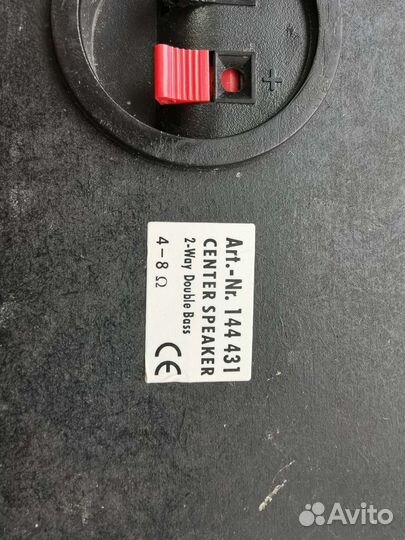 +
Art.-Nr. 144 431
CENTER SPEAKER
2-Way Double Bass
4–8 Ω
CE
Avito